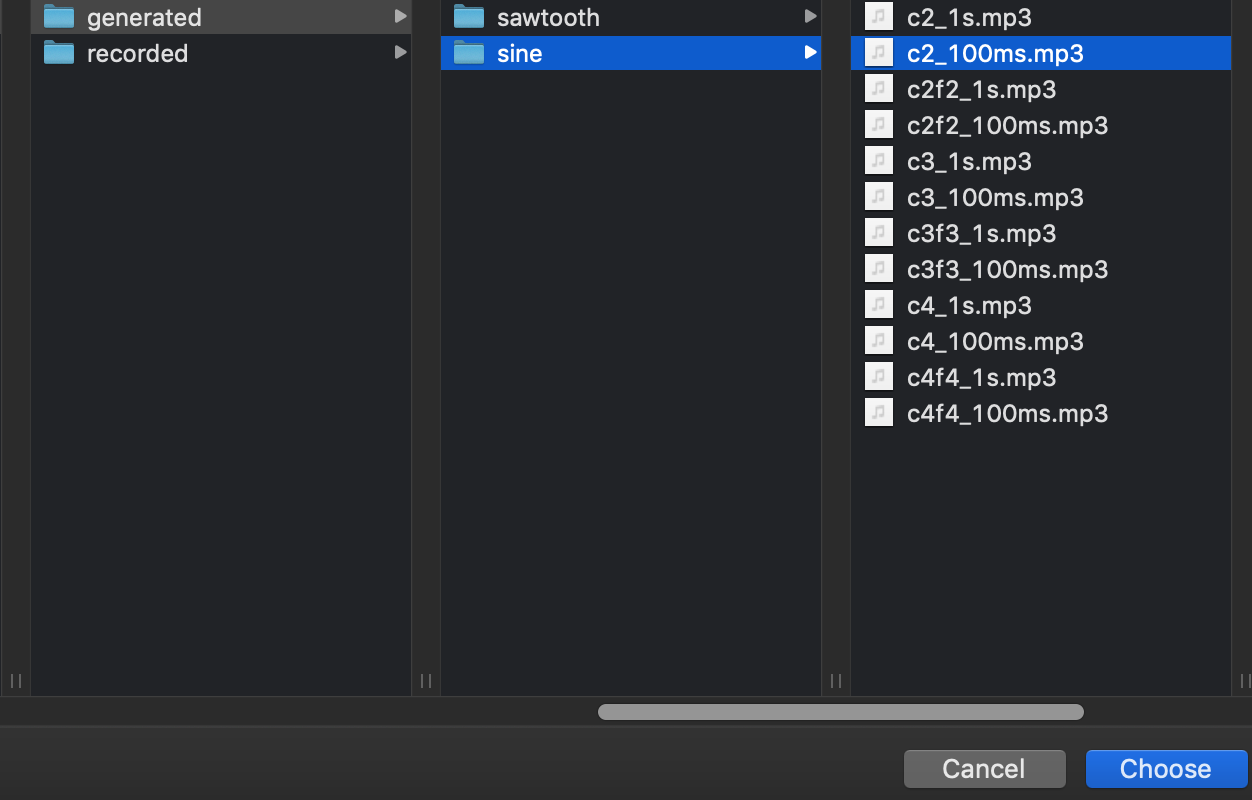 generated
recorded
sawtooth
sine
c2_1s.mp3
c2_100ms.mp3
c2f2_1s.mp3
c2f2_100ms.mp3
c3_1s.mp3
c3_100ms.mp3
c3f3_1s.mp3
c3f3_100ms.mp3
c4_1s.mp3
c4_100ms.mp3
c4f4_1s.mp3
c4f4_100ms.mp3
Cancel
Choose